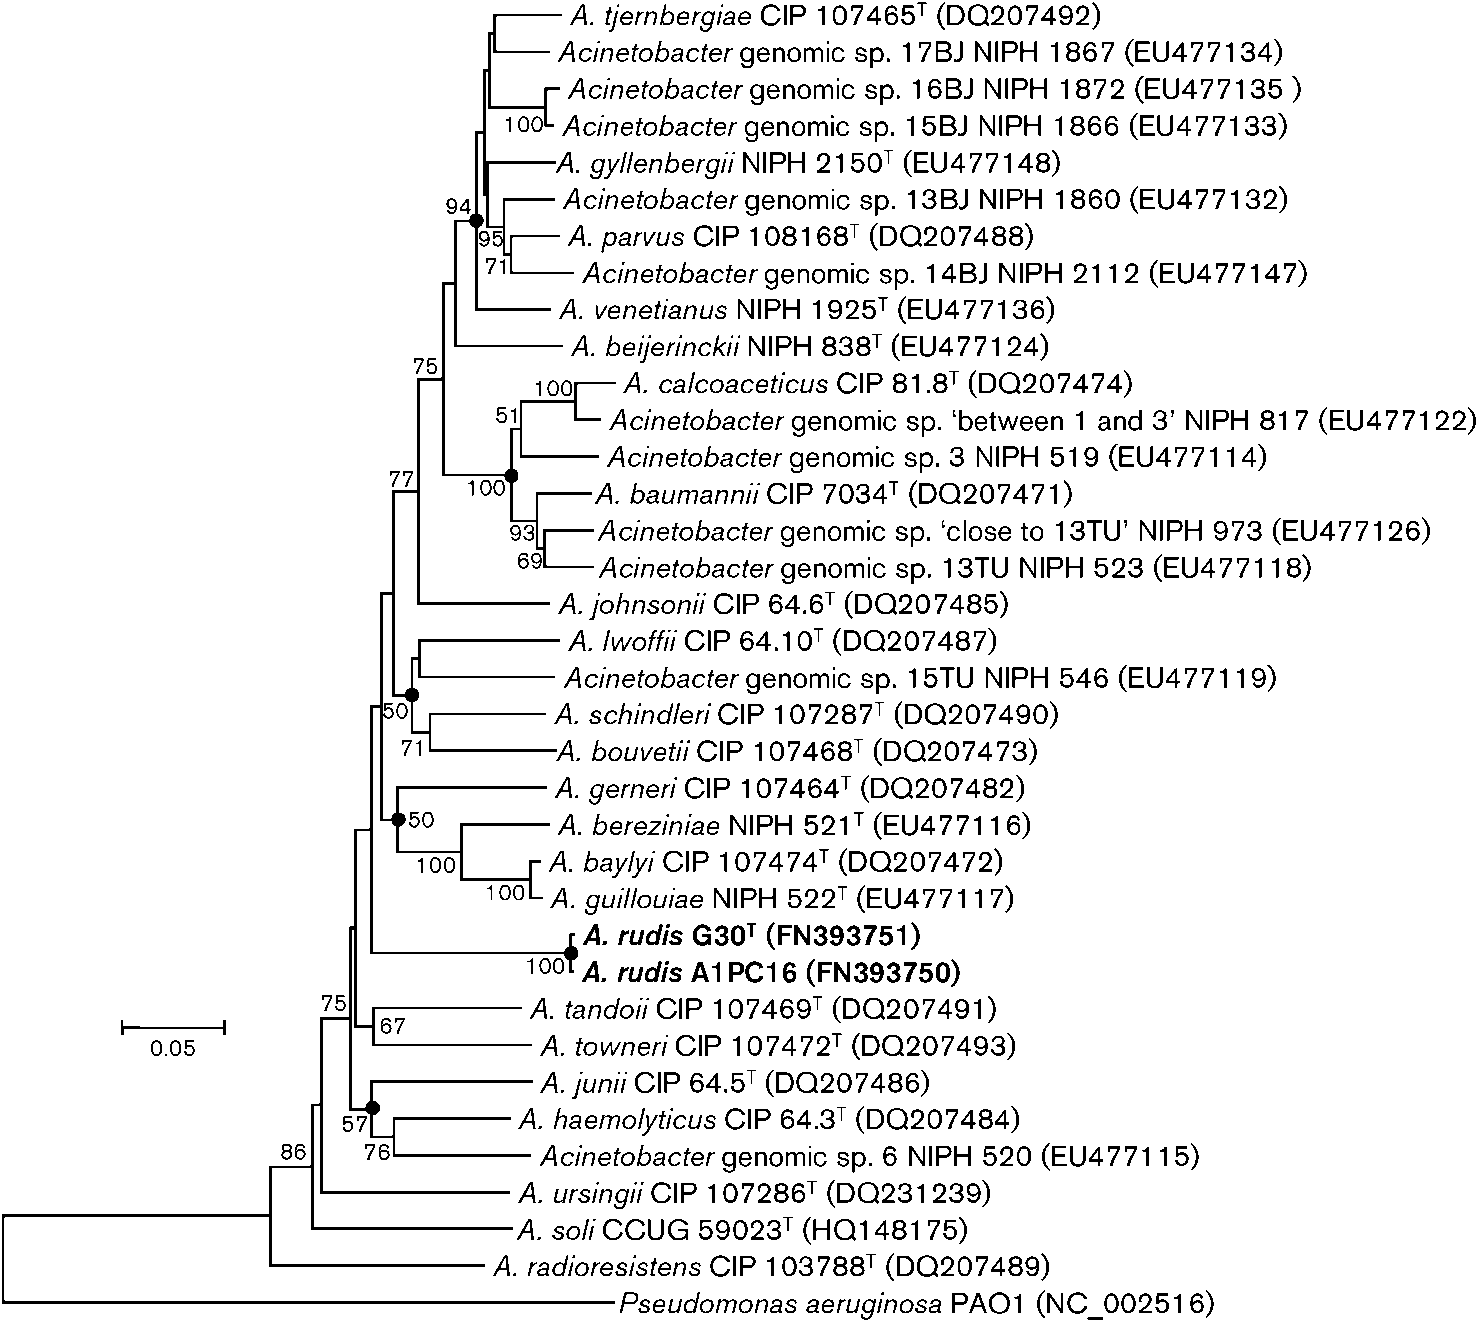 A. tjernbergiae CIP 107465ᵀ (DQ207492)
Acinetobacter genomic sp. 17BJ NIPH 1867 (EU477134)
Acinetobacter genomic sp. 16BJ NIPH 1872 (EU477135 )
100
Acinetobacter genomic sp. 15BJ NIPH 1866 (EU477133)
A. gyllenbergii NIPH 2150ᵀ (EU477148)
Acinetobacter genomic sp. 13BJ NIPH 1860 (EU477132)
94
95
A. parvus CIP 108168ᵀ (DQ207488)
71
Acinetobacter genomic sp. 14BJ NIPH 2112 (EU477147)
A. venetianus NIPH 1925ᵀ (EU477136)
A. beijerinckii NIPH 838ᵀ (EU477124)
75
100
A. calcoaceticus CIP 81.8ᵀ (DQ207474)
51
Acinetobacter genomic sp. ‘between 1 and 3’ NIPH 817 (EU477122)
Acinetobacter genomic sp. 3 NIPH 519 (EU477114)
77
100
A. baumannii CIP 7034ᵀ (DQ207471)
93
Acinetobacter genomic sp. ‘close to 13TU’ NIPH 973 (EU477126)
69
Acinetobacter genomic sp. 13TU NIPH 523 (EU477118)
A. johnsonii CIP 64.6ᵀ (DQ207485)
A. lwoffii CIP 64.10ᵀ (DQ207487)
Acinetobacter genomic sp. 15TU NIPH 546 (EU477119)
50
A. schindleri CIP 107287ᵀ (DQ207490)
71
A. bouvetii CIP 107468ᵀ (DQ207473)
A. gerneri CIP 107464ᵀ (DQ207482)
50
A. bereziniae NIPH 521ᵀ (EU477116)
100
A. baylyi CIP 107474ᵀ (DQ207472)
100
A. guillouiae NIPH 522ᵀ (EU477117)
A. rudis G30ᵀ (FN393751)
100
A. rudis A1PC16 (FN393750)
75
A. tandoii CIP 107469ᵀ (DQ207491)
67
0.05
A. towneri CIP 107472ᵀ (DQ207493)
A. junii CIP 64.5ᵀ (DQ207486)
57
A. haemolyticus CIP 64.3ᵀ (DQ207484)
76
86
Acinetobacter genomic sp. 6 NIPH 520 (EU477115)
A. ursingii CIP 107286ᵀ (DQ231239)
A. soli CCUG 59023ᵀ (HQ148175)
A. radioresistens CIP 103788ᵀ (DQ207489)
Pseudomonas aeruginosa PAO1 (NC_002516)